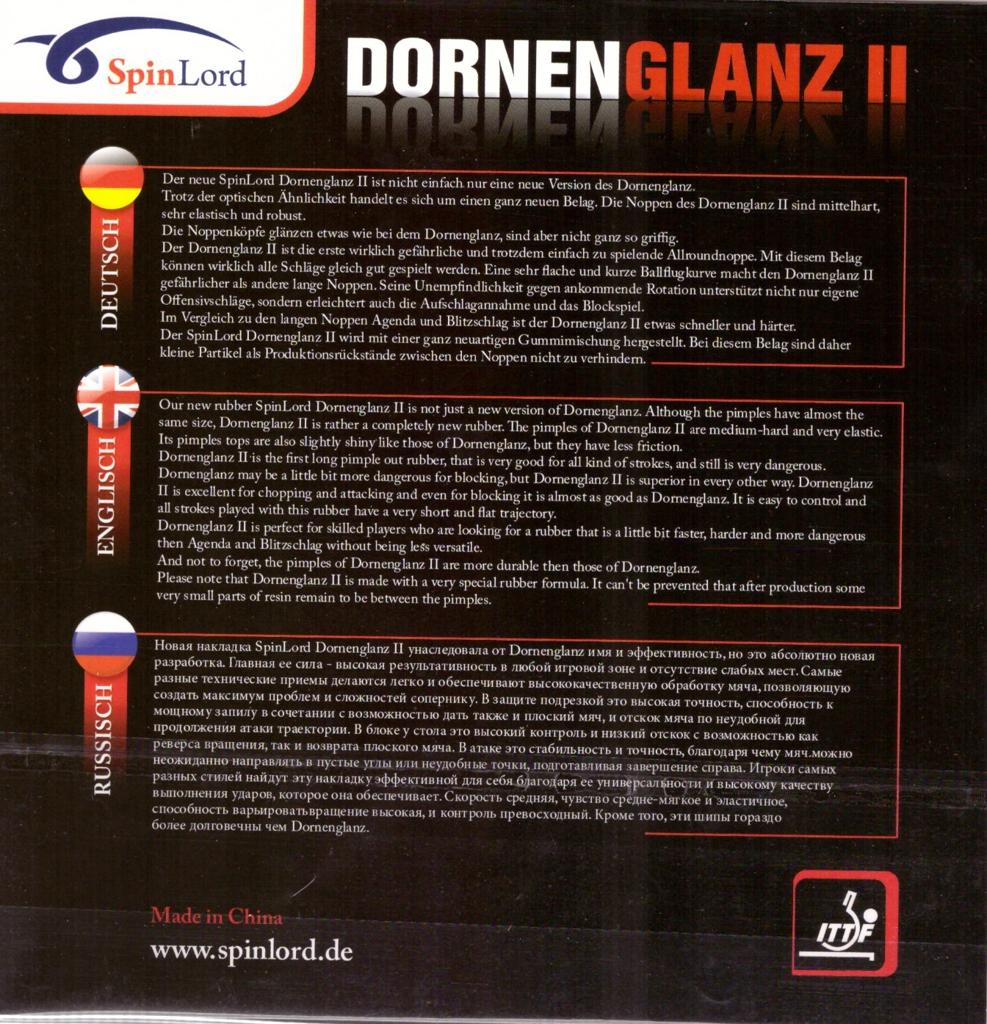 SpinLord
DORNENGLANZ II
DEUTSCH
Der neue SpinLord Dornenglanz II ist nicht einfach nur eine neue Version des Dornenglanz.
Trotz der optischen Ähnlichkeit handelt es sich um einen ganz neuen Belag. Die Noppen des Dornenglanz II sind mittelhart,
sehr elastisch und robust.
Die Noppenköpfe glänzen etwas wie bei dem Dornenglanz, sind aber nicht ganz so griffig.
Der Dornenglanz II ist die erste wirklich gefährliche und trotzdem einfach zu spielende Allroundnoppe. Mit diesem Belag
können wirklich alle Schläge gleich gut gespielt werden. Eine sehr flache und kurze Ballflugkurve macht den Dornenglanz II
gefährlicher als andere lange Noppen. Seine Unempfindlichkeit gegen ankommende Rotation unterstützt nicht nur eigene
Offensivschläge, sondern erleichtert auch die Aufschlagannahme und das Blockspiel.
Im Vergleich zu den langen Noppen Agenda und Blitzschlag ist der Dornenglanz II etwas schneller und härter.
Der SpinLord Dornenglanz II wird mit einer ganz neuartigen Gummimischung hergestellt. Bei diesem Belag sind daher
kleine Partikel als Produktionsrückstände zwischen den Noppen nicht zu verhindern.
ENGLISCH
Our new rubber SpinLord Dornenglanz II is not just a new version of Dornenglanz. Although the pimples have almost the
same size, Dornenglanz II is rather a completely new rubber. The pimples of Dornenglanz II are medium-hard and very elastic.
Its pimples tops are also slightly shiny like those of Dornenglanz, but they have less friction.
Dornenglanz II is the first long pimple out rubber, that is very good for all kind of strokes, and still is very dangerous.
Dornenglanz may be a little bit more dangerous for blocking, but Dornenglanz II is superior in every other way. Dornenglanz
II is excellent for chopping and attacking and even for blocking it is almost as good as Dornenglanz. It is easy to control and
all strokes played with this rubber have a very short and flat trajectory.
Dornenglanz II is perfect for skilled players who are looking for a rubber that is a little bit faster, harder and more dangerous
then Agenda and Blitzschlag without being less versatile.
And not to forget, the pimples of Dornenglanz II are more durable then those of Dornenglanz.
Please note that Dornenglanz II is made with a very special rubber formula. It can't be prevented that after production some
very small parts of resin remain to be between the pimples.
RUSSISCH
Новая накладка SpinLord Dornenglanz II унаследовала от Dornenglanz имя и эффективность, но это абсолютно новая
разработка. Главная ее сила - высокая результативность в любой игровой зоне и отсутствие слабых мест. Самые
разные технические приемы делаются легко и обеспечивают высококачественную обработку мяча, позволяющую
создать максимум проблем и сложностей сопернику. В защите подрезкой это высокая точность, способность к
мощному запилу в сочетании с возможностью дать также и плоский мяч, и отскок мяча по неудобной для
продолжения атаки траектории. В блоке у стола это высокий контроль и низкий отскок с возможностью как
реверса вращения, так и возврата плоского мяча. В атаке это стабильность и точность, благодаря чему мяч можно
неожиданно направлять в пустые углы или неудобные точки, подготавливая завершение справа. Игроки самых
разных стилей найдут эту накладку эффективной для себя благодаря ее универсальности и высокому качеству
выполнения ударов, которое она обеспечивает. Скорость средняя, чувство средне-мягкое и эластичное,
способность варьироватьвращение высокая, и контроль превосходный. Кроме того, эти шипы гораздо
более долговечны чем Dornenglanz.
Made in China
www.spinlord.de
ITTF